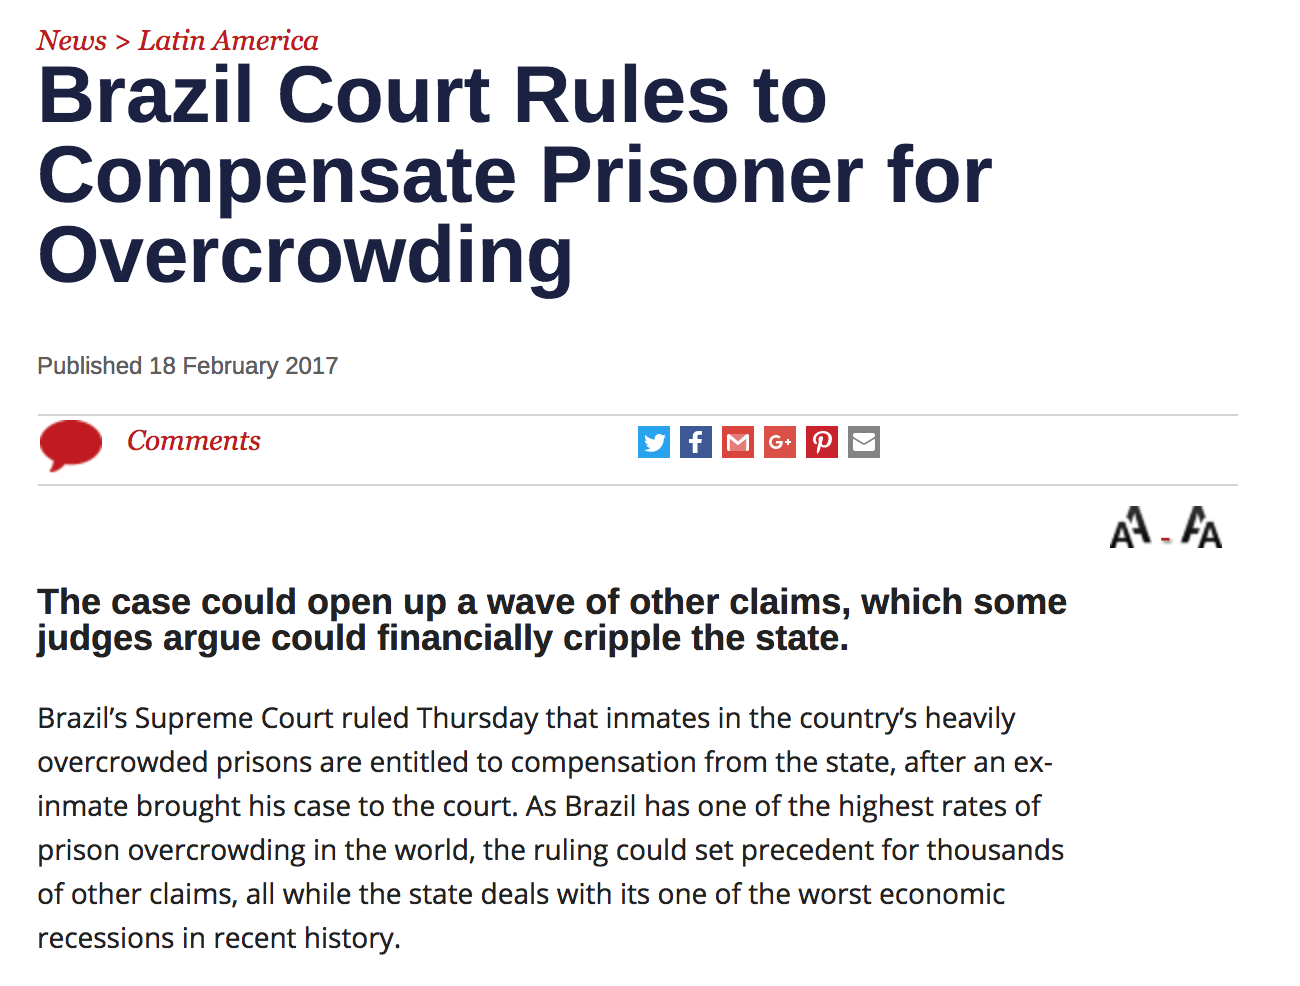 News > Latin America
Brazil Court Rules to
Compensate Prisoner for
Overcrowding
Published 18 February 2017
Comments
G+
AA - AA
The case could open up a wave of other claims, which some
judges argue could financially cripple the state.
Brazil’s Supreme Court ruled Thursday that inmates in the country’s heavily
overcrowded prisons are entitled to compensation from the state, after an ex-
inmate brought his case to the court. As Brazil has one of the highest rates of
prison overcrowding in the world, the ruling could set precedent for thousands
of other claims, all while the state deals with its one of the worst economic
recessions in recent history.